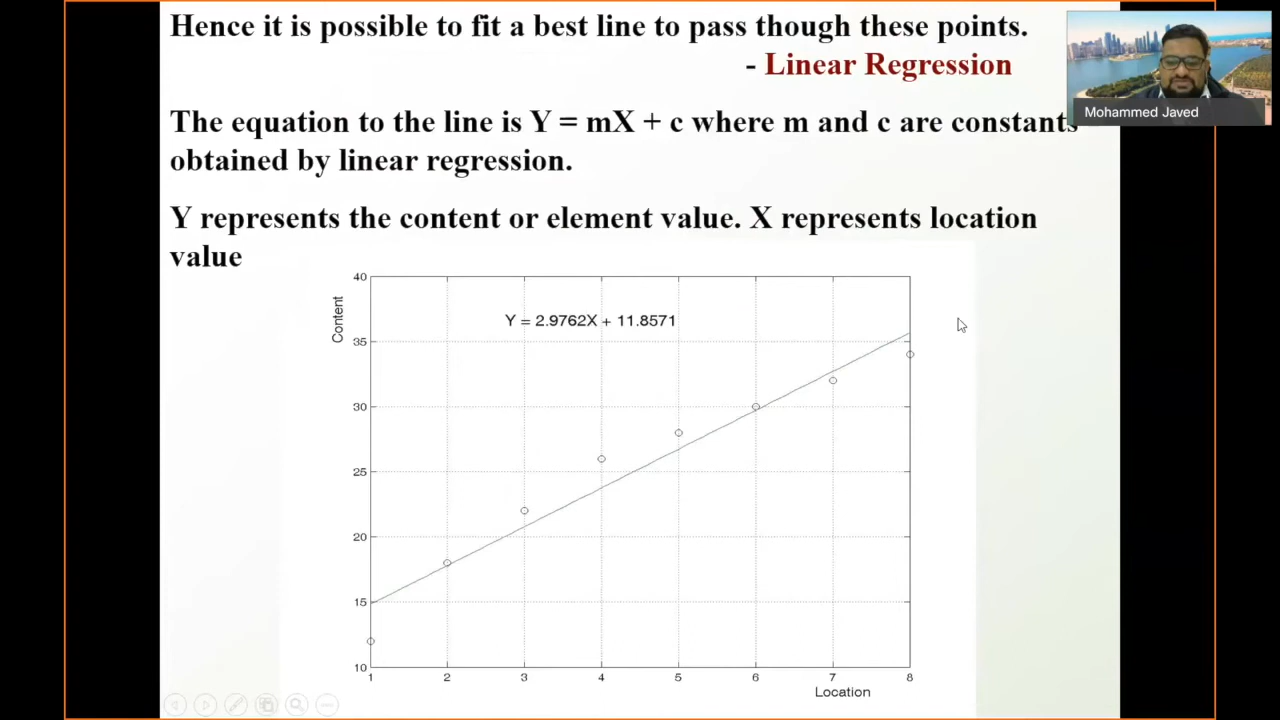 Hence it is possible to fit a best line to pass though these points.
- Linear Regression
Mohammed Javed
The equation to the line is Y = mX + c where m and c are constants
obtained by linear regression.
Y represents the content or element value. X represents location
value
40
Content
Y = 2.9762X + 11.8571
35
30
25
20
15
10
1 2 3 4 5 6 7 8
Location